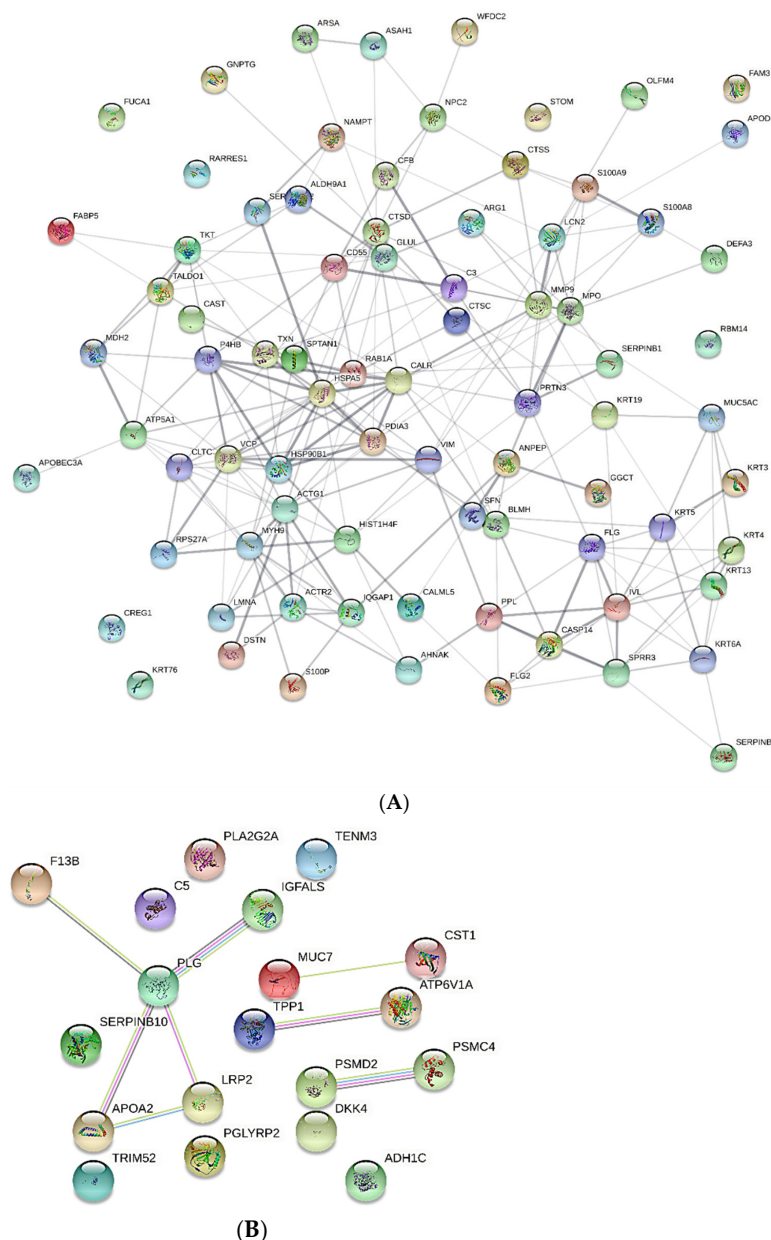 ARSA
ASAH1
WFDC2
GNPTG
OLFM4
FAM3
FUCA1
NPC2
STOM
NAMPT
APOD
RARRES1
CFB
CTSS
S100A9
ALDH9A1
FABP5
CTSD
ARG1
LCN2
S100A8
TKT
GLUL
CD55
DEFA3
TALDO1
C3
MMP9
MPO
CAST
CTSC
RBM14
MDH2
P4HB
TXN
SPTAN1
RAB1A
CALR
SERPINB1
HSPA5
PRTN3
KRT19
MUC5AC
ATP5A1
PDIA3
APOBEC3A
CLTC
VCP
HSP90B1
VIM
ANPEP
GGCT
KRT3
ACTG1
SFN
BLMH
KRT5
RPS27A
MYH9
HIST1H4F
FLG
KRT4
KRT13
LMNA
ACTR2
IQGAP1
CALML5
PPL
IVL
CREG1
DSTN
CASP14
KRT6A
KRT76
S100P
AHNAK
FLG2
SPRR3
SERPINB
(A)
PLA2G2A
TENM3
F13B
C5
IGFALS
PLG
MUC7
CST1
SERPINB10
TPP1
ATP6V1A
LRP2
PSMD2
PSMC4
APOA2
DKK4
TRIM52
PGLYRP2
ADH1C
(B)